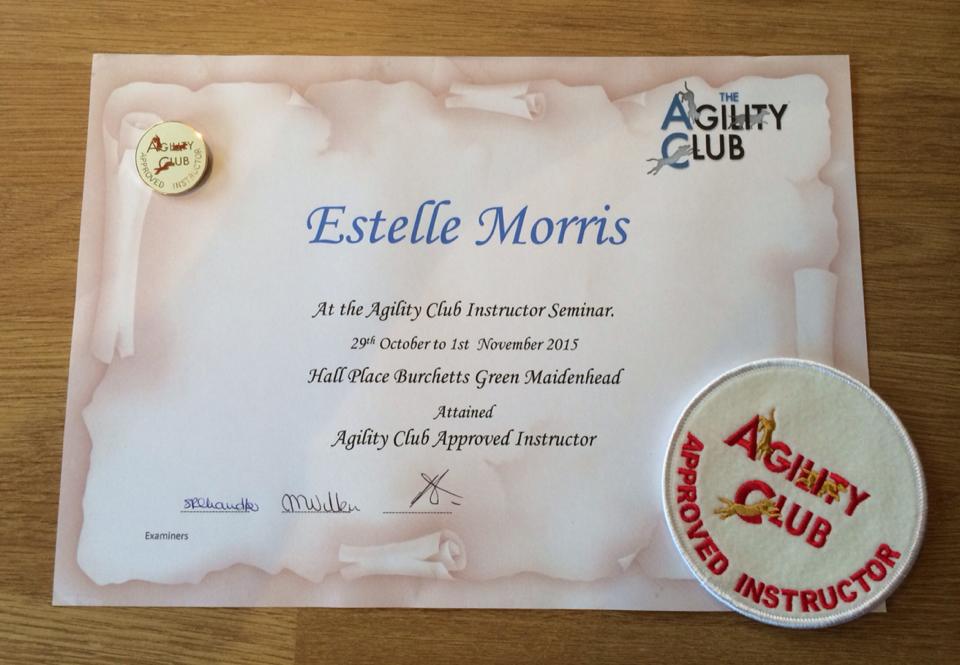 THE
AGILITY
CLUB
AGILITY
CLUB
APPROVED INSTRUCTOR
Estelle Morris
At the Agility Club Instructor Seminar.
29th October to 1st November 2015
Hall Place Burchetts Green Maidenhead
Attained
Agility Club Approved Instructor
Examiners
AGILITY
CLUB
APPROVED INSTRUCTOR